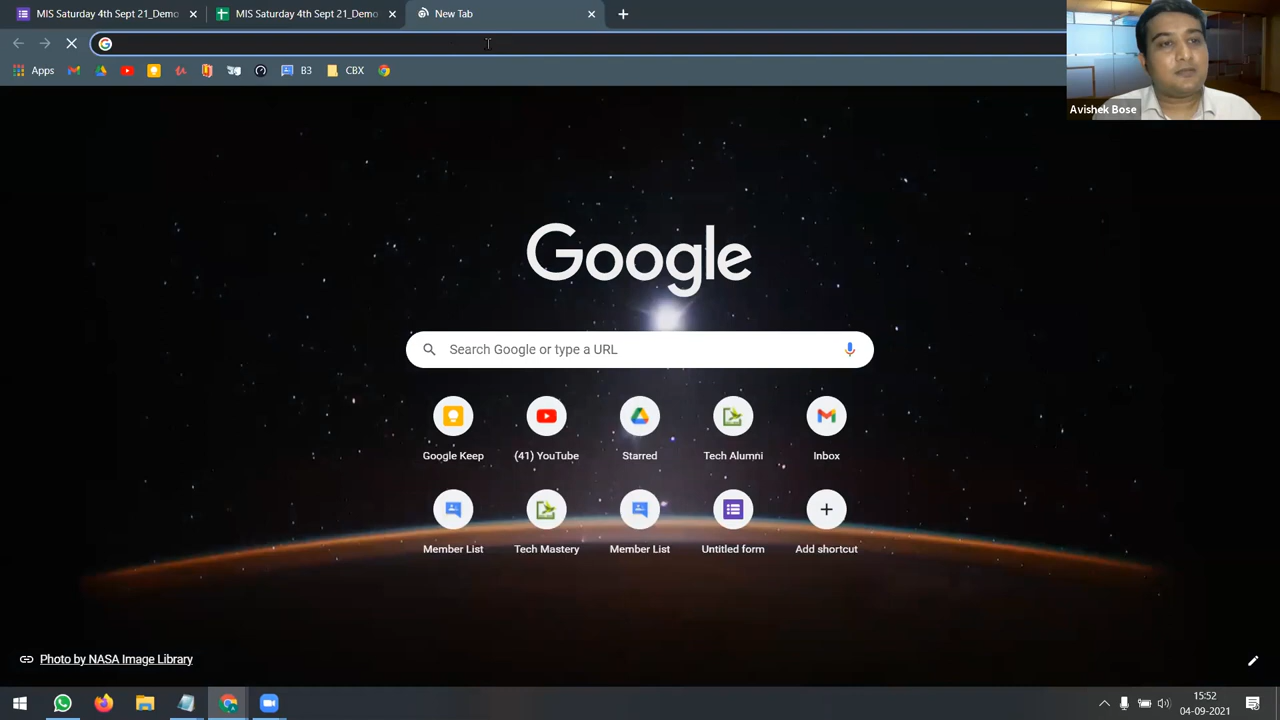 MIS Saturday 4th Sept 21_Demo
MIS Saturday 4th Sept 21_Demo
New Tab
Apps
B3
CBX
Avishek Bose
Google
Search Google or type a URL
Google Keep
(41) YouTube
Starred
Tech Alumni
Inbox
Member List
Tech Mastery
Member List
Untitled form
Add shortcut
Photo by NASA Image Library
15:52
04-09-2021